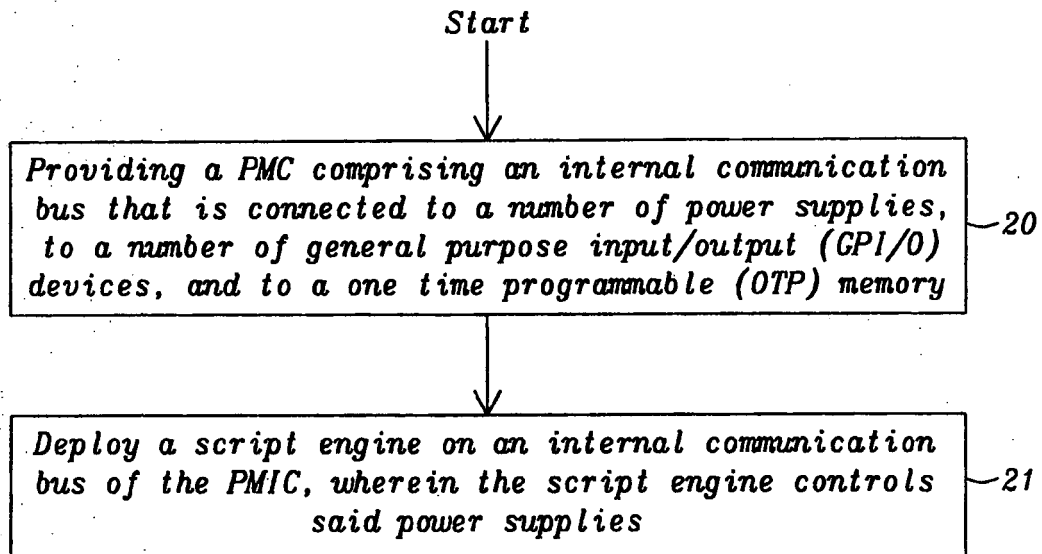 Start
Providing a PMC comprising an internal communication
bus that is connected to a number of power supplies,
to a number of general purpose input/output (GPI/O)
devices, and to a one time programmable (OTP) memory
20
Deploy a script engine on an internal communication
bus of the PMIC, wherein the script engine controls
said power supplies
21